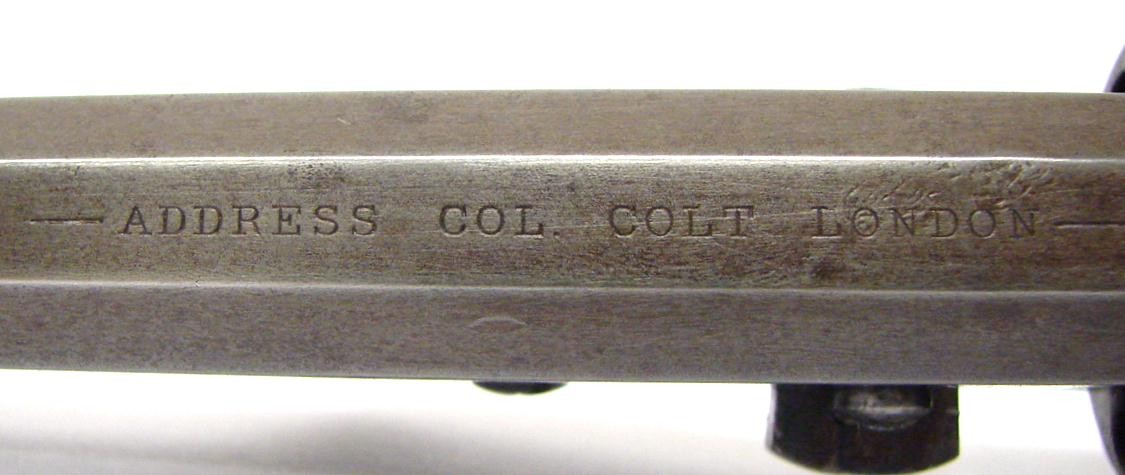 — ADDRESS COL. COLT LONDON —